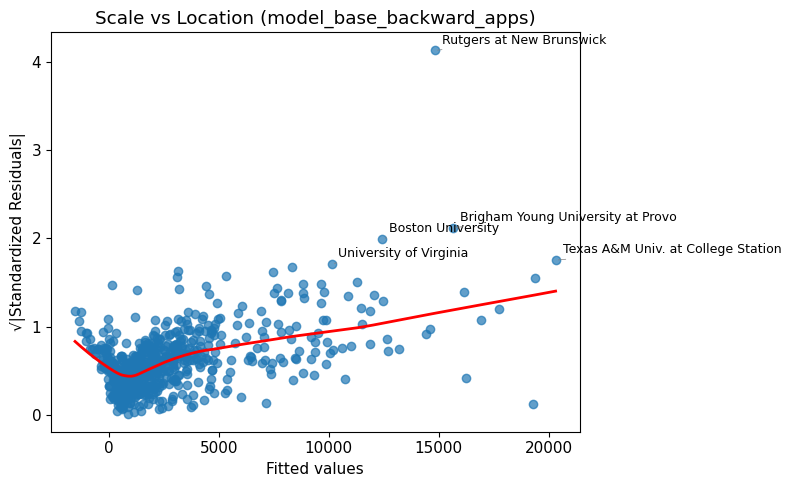 Scale vs Location (model_base_backward_apps)
Rutgers at New Brunswick
Brigham Young University at Provo
Boston University
Texas A&M Univ. at College Station
University of Virginia
√|Standardized Residuals|
4
3
2
1
0
0
5000
10000
15000
20000
Fitted values